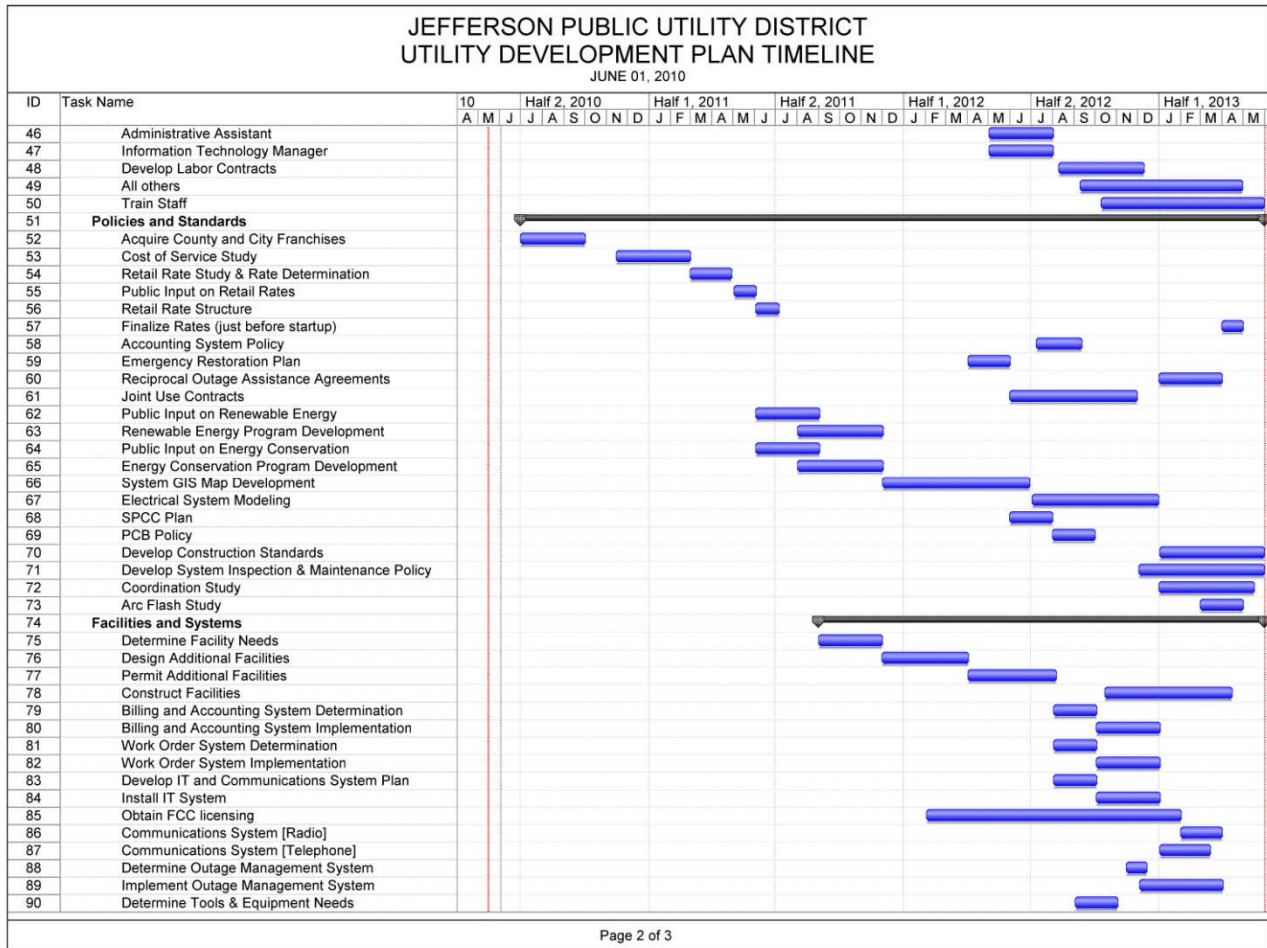 JEFFERSON PUBLIC UTILITY DISTRICT
UTILITY DEVELOPMENT PLAN TIMELINE
JUNE 01, 2010
ID Task Name 10 Half 2, 2010 Half 1, 2011 Half 2, 2011 Half 1, 2012 Half 2, 2012 Half 1, 2013
A M J J A S O N D J F M A M J J A S O N D J F M A M J J A S O N D J F M A M
46 Administrative Assistant
47 Information Technology Manager
48 Develop Labor Contracts
49 All others
50 Train Staff
51 Policies and Standards
52 Acquire County and City Franchises
53 Cost of Service Study
54 Retail Rate Study & Rate Determination
55 Public Input on Retail Rates
56 Retail Rate Structure
57 Finalize Rates (just before startup)
58 Accounting System Policy
59 Emergency Restoration Plan
60 Reciprocal Outage Assistance Agreements
61 Joint Use Contracts
62 Public Input on Renewable Energy
63 Renewable Energy Program Development
64 Public Input on Energy Conservation
65 Energy Conservation Program Development
66 System GIS Map Development
67 Electrical System Modeling
68 SPCC Plan
69 PCB Policy
70 Develop Construction Standards
71 Develop System Inspection & Maintenance Policy
72 Coordination Study
73 Arc Flash Study
74 Facilities and Systems
75 Determine Facility Needs
76 Design Additional Facilities
77 Permit Additional Facilities
78 Construct Facilities
79 Billing and Accounting System Determination
80 Billing and Accounting System Implementation
81 Work Order System Determination
82 Work Order System Implementation
83 Develop IT and Communications System Plan
84 Install IT System
85 Obtain FCC licensing
86 Communications System [Radio]
87 Communications System [Telephone]
88 Determine Outage Management System
89 Implement Outage Management System
90 Determine Tools & Equipment Needs
Page 2 of 3